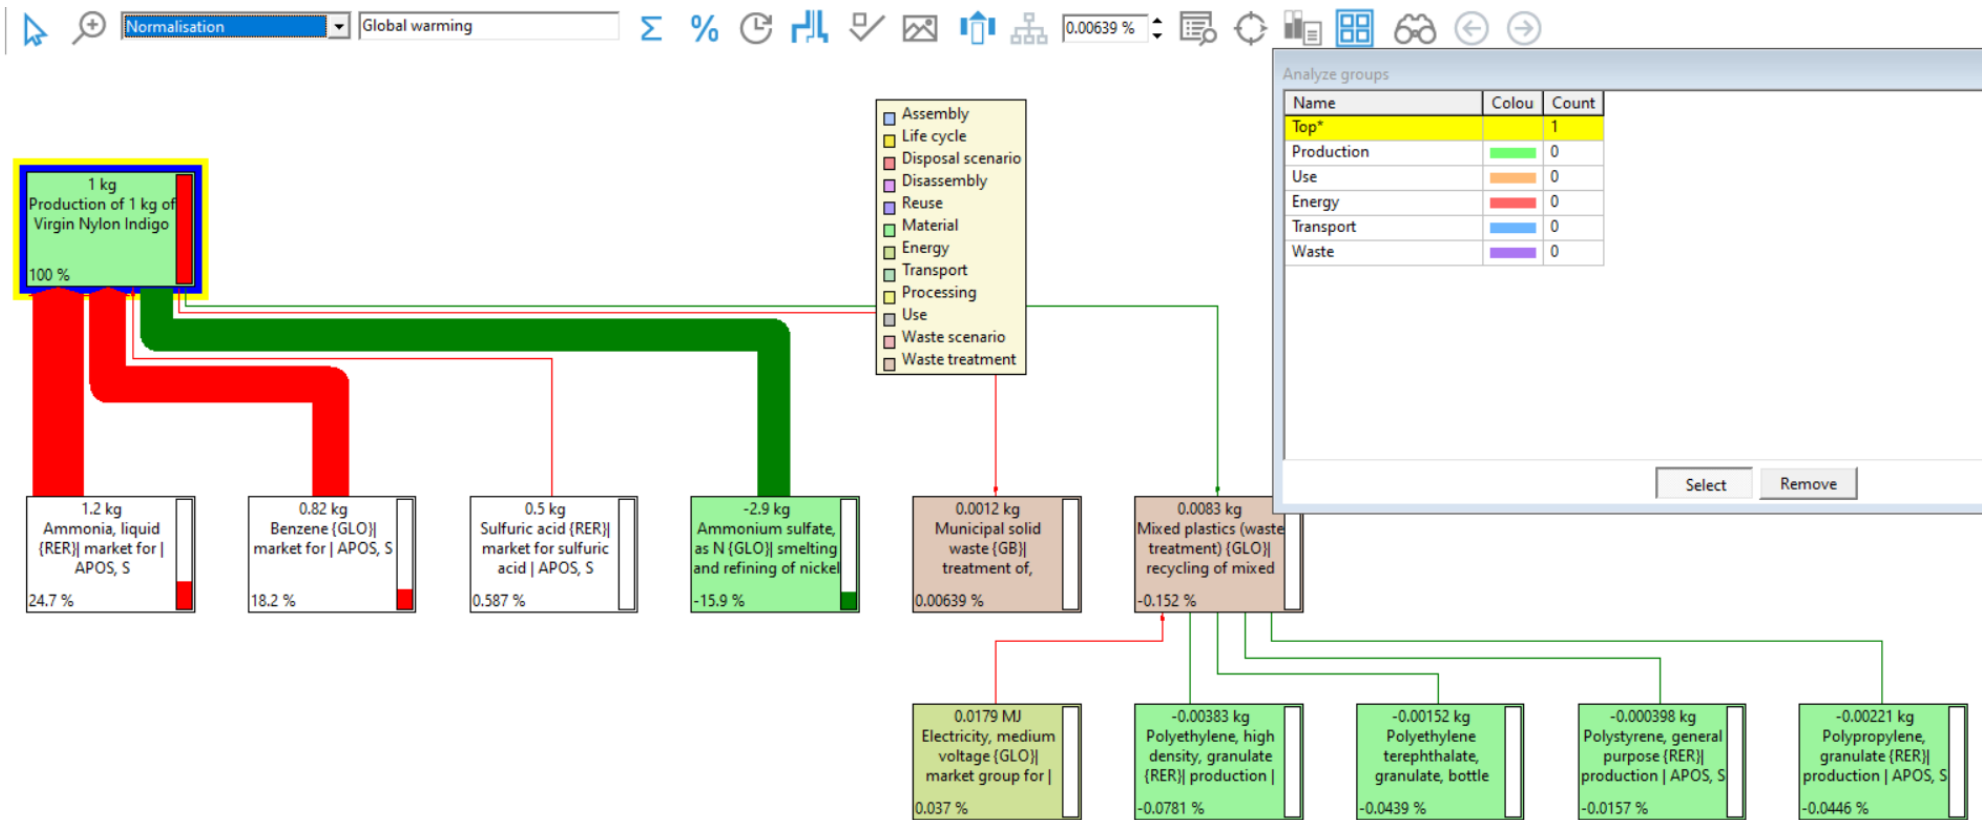 Normalisation
Global warming
0.00639 %
Analyze groups
Name Colou Count
Top* 1
Production 0
Use 0
Energy 0
Transport 0
Waste 0
Select Remove
Assembly
Life cycle
Disposal scenario
Disassembly
Reuse
Material
Energy
Transport
Processing
Use
Waste scenario
Waste treatment
1 kg
Production of 1 kg of
Virgin Nylon Indigo
100 %
1.2 kg
Ammonia, liquid
{RER}| market for |
APOS, S
24.7 %
0.82 kg
Benzene {GLO}|
market for | APOS, S
18.2 %
0.5 kg
Sulfuric acid {RER}|
market for sulfuric
acid | APOS, S
0.587 %
-2.9 kg
Ammonium sulfate,
as N {GLO}| smelting
and refining of nickel
-15.9 %
0.0012 kg
Municipal solid
waste {GB}|
treatment of,
0.00639 %
0.0083 kg
Mixed plastics (waste
treatment) {GLO}|
recycling of mixed
-0.152 %
0.0179 MJ
Electricity, medium
voltage {GLO}|
market group for |
0.037 %
-0.00383 kg
Polyethylene, high
density, granulate
{RER}| production |
-0.0781 %
-0.00152 kg
Polyethylene
terephthalate,
granulate, bottle
-0.0439 %
-0.000398 kg
Polystyrene, general
purpose {RER}|
production | APOS, S
-0.0157 %
-0.00221 kg
Polypropylene,
granulate {RER}|
production | APOS, S
-0.0446 %